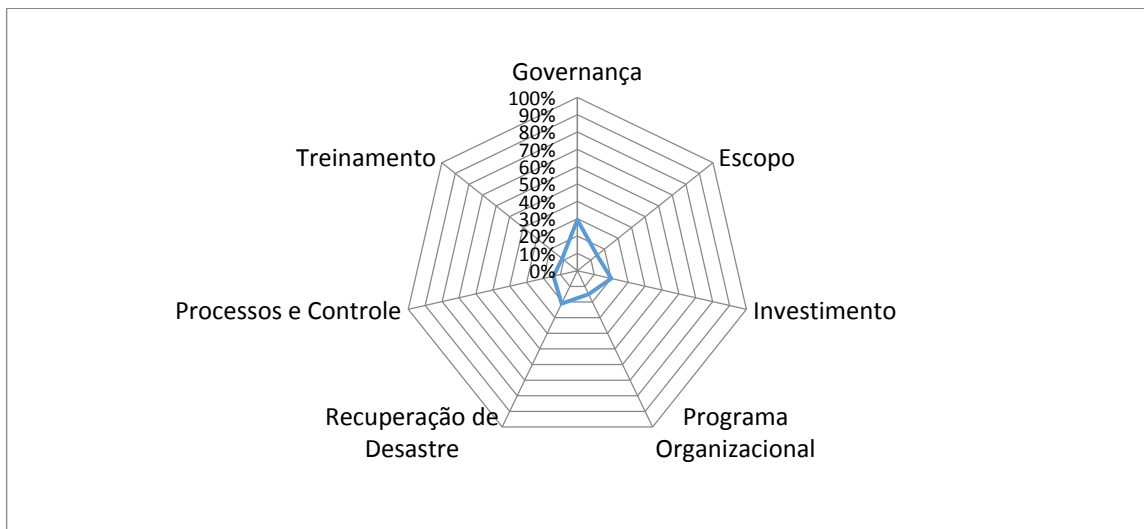 Governança
100%
90%
80%
70%
60%
50%
40%
30%
20%
10%
0%
Escopo
Investimento
Programa
Organizacional
Recuperação de
Desastre
Processos e Controle
Treinamento